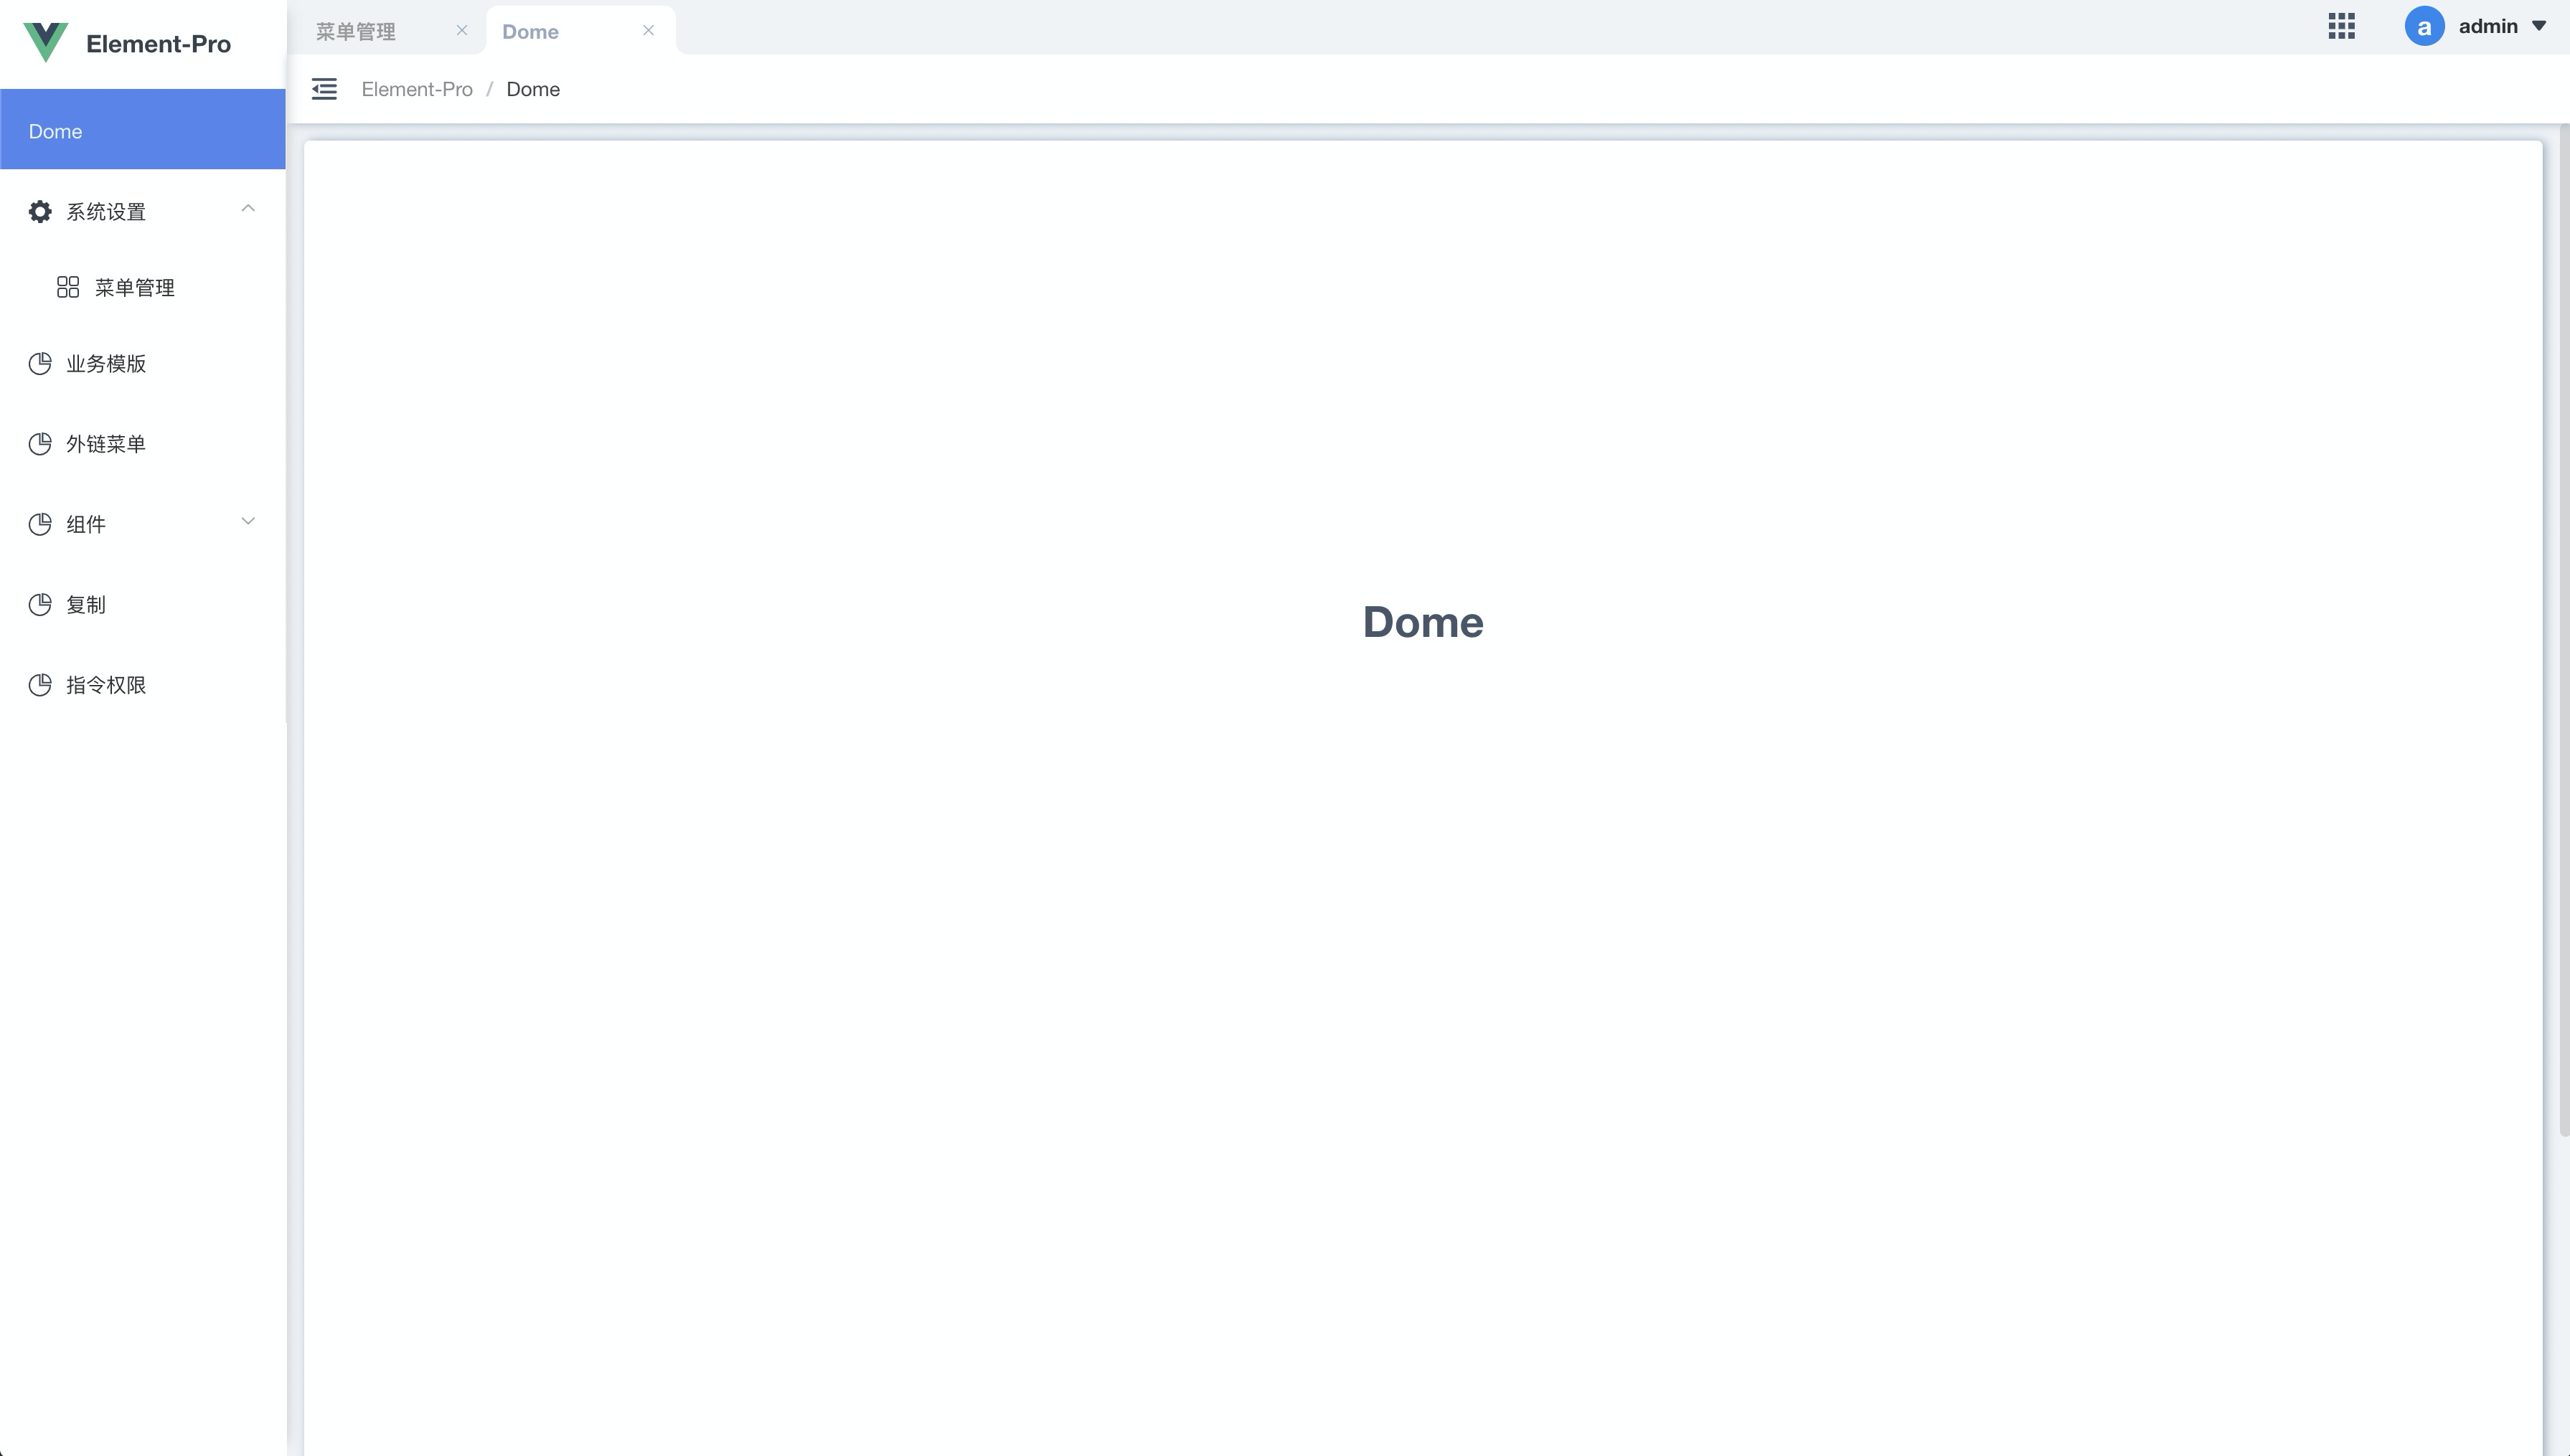 Element-Pro
Dome
系统设置
菜单管理
业务模版
外链菜单
组件
复制
指令权限
菜单管理
Dome
a
admin
Element-Pro / Dome
Dome